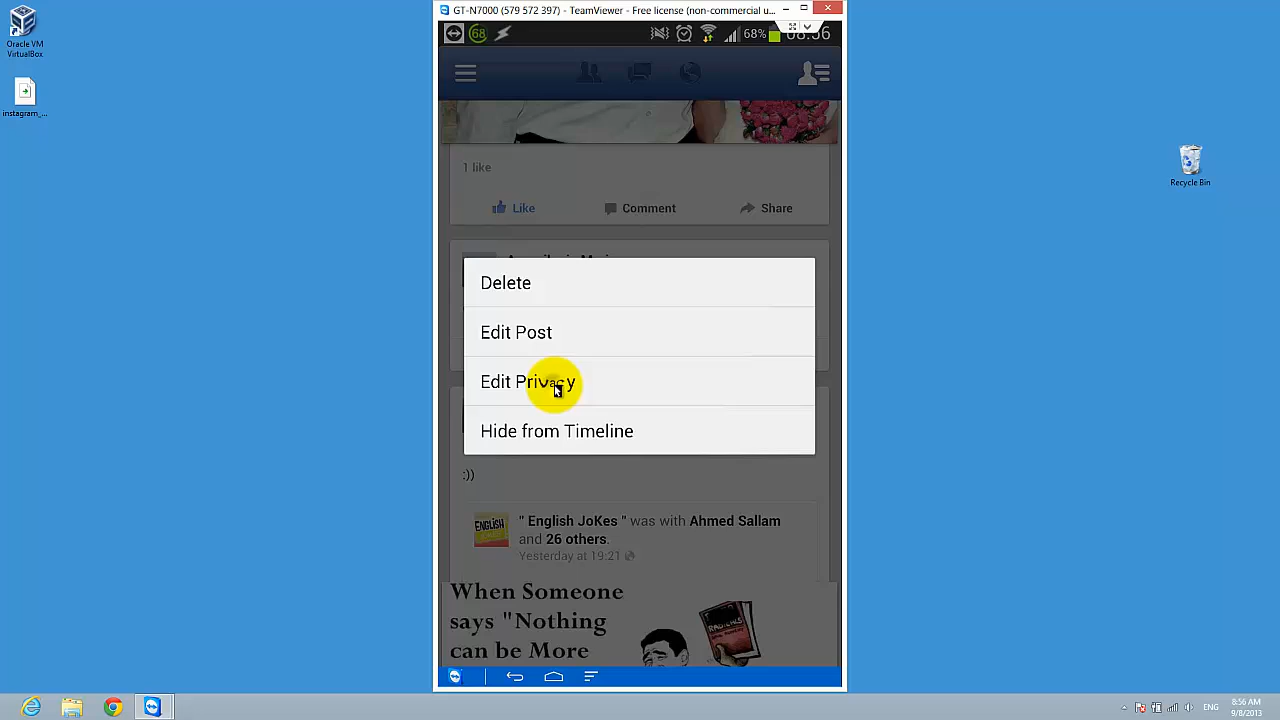 GT-N7000 (579 572 397) - TeamViewer - Free license (non-commercial u...
Oracle VM
VirtualBox
instagram_...
Recycle Bin
68
68%
08:56
1 like
Like
Comment
Share
Delete
Edit Post
Edit Privacy
Hide from Timeline
:))
ENGLISH
" English JoKes " was with Ahmed Sallam
and 26 others.
Yesterday at 19:21
When Someone
says "Nothing
can be More
ENG
8:56 AM
9/8/2013